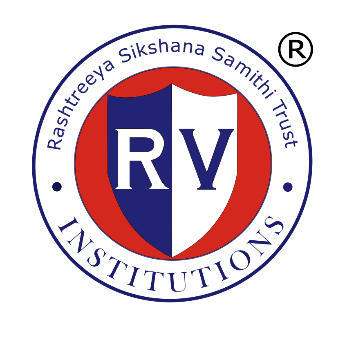 Rashtreeya Sikshana Samithi Trust
®
RV
INSTITUTIONS